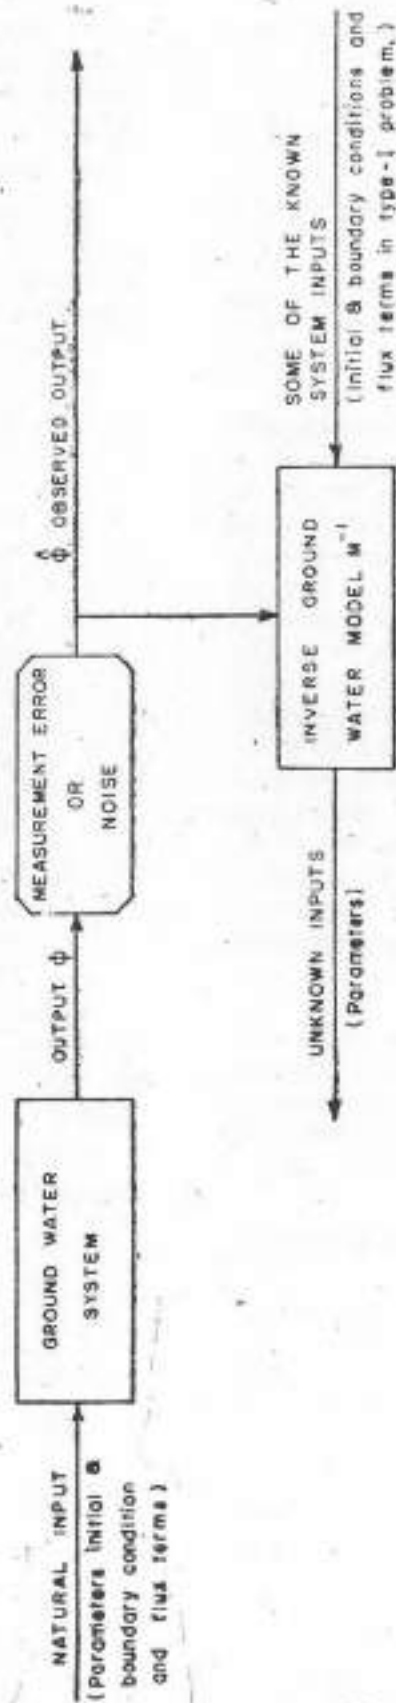 NATURAL INPUT
(Parameters Initial &
boundary condition
and flux terms)
GROUND WATER
SYSTEM
OUTPUT ϕ
MEASUREMENT ERROR
OR
NOISE
ϕ̂ OBSERVED OUTPUT
UNKNOWN INPUTS
(Parameters)
INVERSE GROUND
WATER MODEL M⁻¹
SOME OF THE KNOWN
SYSTEM INPUTS
(Initial & boundary conditions and
flux terms in type-I problem.)